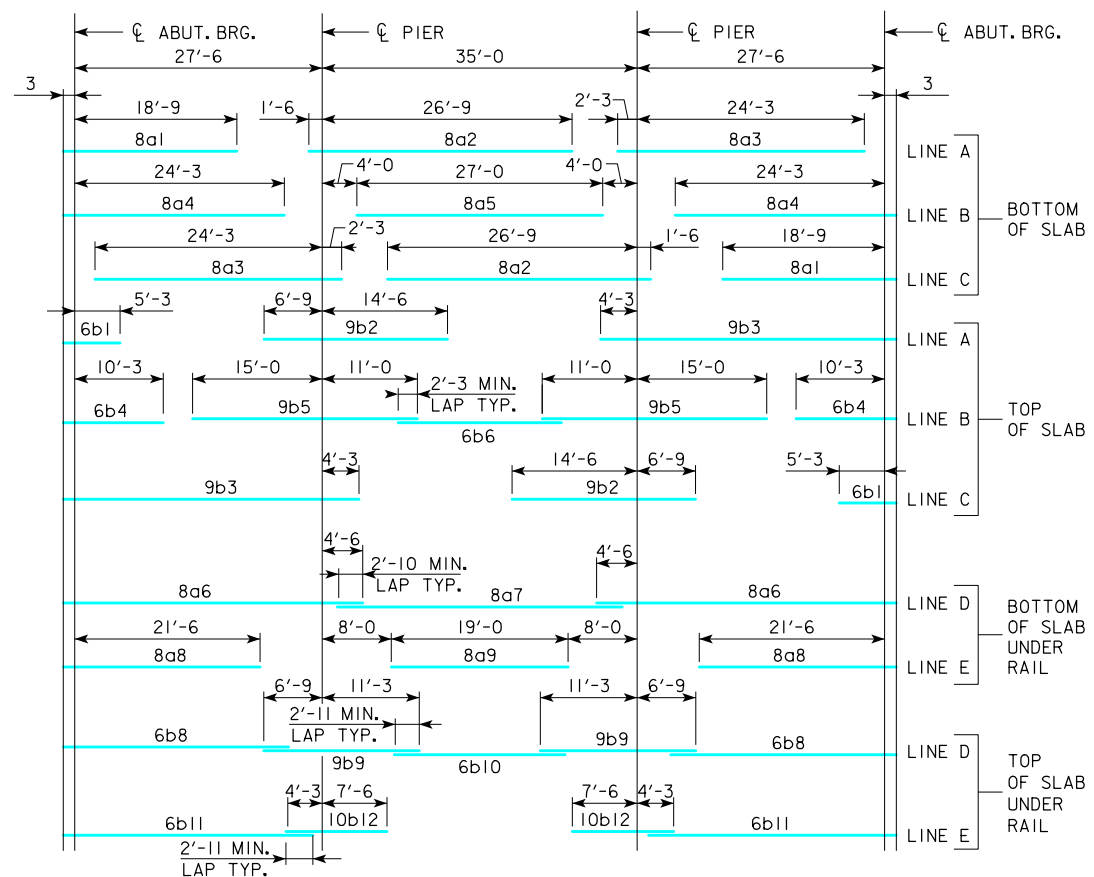 ℄ ABUT. BRG. ℄ PIER ℄ PIER ℄ ABUT. BRG.
27'-6 35'-0 27'-6
3 3
18'-9 1'-6 26'-9 2'-3 24'-3
8a1 8a2 8a3 LINE A
4'-0 4'-0
24'-3 27'-0 24'-3
8a4 8a5 8a4 LINE B
BOTTOM
OF SLAB
24'-3 2'-3 26'-9 1'-6 18'-9
8a3 8a2 8a1 LINE C
5'-3 6'-9 14'-6 4'-3
6b1 9b2 9b3 LINE A
10'-3 15'-0 11'-0 2'-3 MIN.
LAP TYP. 11'-0 15'-0 10'-3
6b4 9b5 6b6 9b5 6b4 LINE B
TOP
OF SLAB
4'-3 14'-6 6'-9 5'-3
9b3 9b2 6b1 LINE C
4'-6 4'-6
2'-10 MIN.
LAP TYP.
8a6 8a7 8a6 LINE D
BOTTOM
OF SLAB
UNDER
RAIL
21'-6 8'-0 19'-0 8'-0 21'-6
8a8 8a9 8a8 LINE E
6'-9 11'-3 11'-3 6'-9
2'-11 MIN.
LAP TYP.
6b8 9b9 6b10 9b9 6b8 LINE D
TOP
OF SLAB
UNDER
RAIL
4'-3 7'-6 7'-6 4'-3
6b11 10b12 10b12 6b11 LINE E
2'-11 MIN.
LAP TYP.